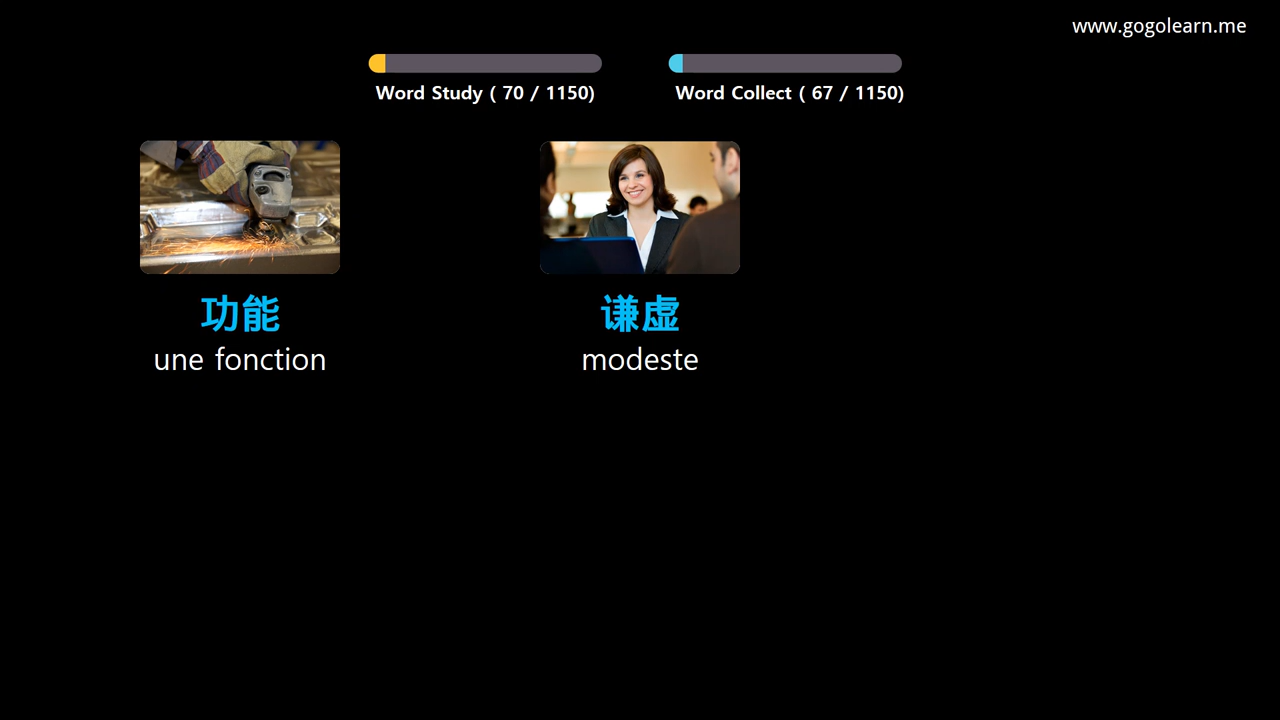 www.gogolearn.me
Word Study ( 70 / 1150)
Word Collect ( 67 / 1150)
功能
une fonction
谦虚
modeste